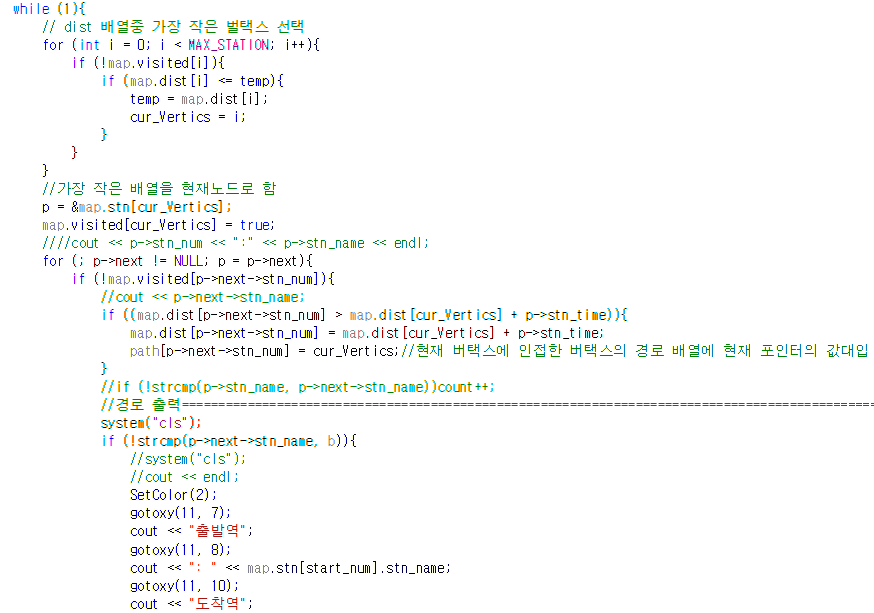 while (1){
    // dist 배열중 가장 작은 벌택스 선택
    for (int i = 0; i < MAX_STATION; i++){
        if (!map.visited[i]){
            if (map.dist[i] <= temp){
                temp = map.dist[i];
                cur_Vertics = i;
            }
        }
    }
    //가장 작은 배열을 현재노드로 함
    p = &map.stn[cur_Vertics];
    map.visited[cur_Vertics] = true;
    ////cout << p->stn_num << ":" << p->stn_name << endl;
    for (; p->next != NULL; p = p->next){
        if (!map.visited[p->next->stn_num]){
            //cout << p->next->stn_name;
            if ((map.dist[p->next->stn_num] > map.dist[cur_Vertics] + p->stn_time)){
                map.dist[p->next->stn_num] = map.dist[cur_Vertics] + p->stn_time;
                path[p->next->stn_num] = cur_Vertics;//현재 버택스에 인접한 버택스의 경로 배열에 현재 포인터의 값대입
            }
            //if (!strcmp(p->stn_name, p->next->stn_name))count++;
            //경로 출력==============================================================================================
            system("cls");
            if (!strcmp(p->next->stn_name, b)){
                //system("cls");
                //cout << endl;
                SetColor(2);
                gotoxy(11, 7);
                cout << "출발역";
                gotoxy(11, 8);
                cout << ": " << map.stn[start_num].stn_name;
                gotoxy(11, 10);
                cout << "도착역";